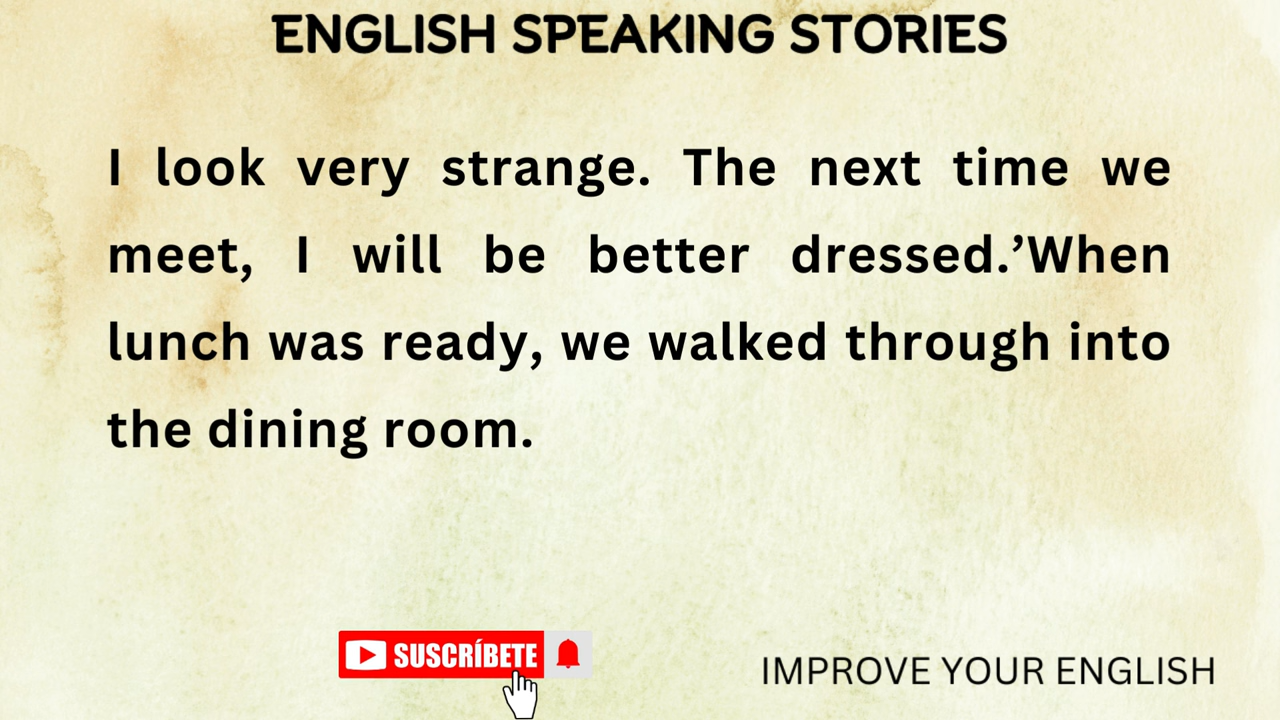 ENGLISH SPEAKING STORIES
I look very strange. The next time we
meet, I will be better dressed.’When
lunch was ready, we walked through into
the dining room.
SUSCRÍBETE
IMPROVE YOUR ENGLISH